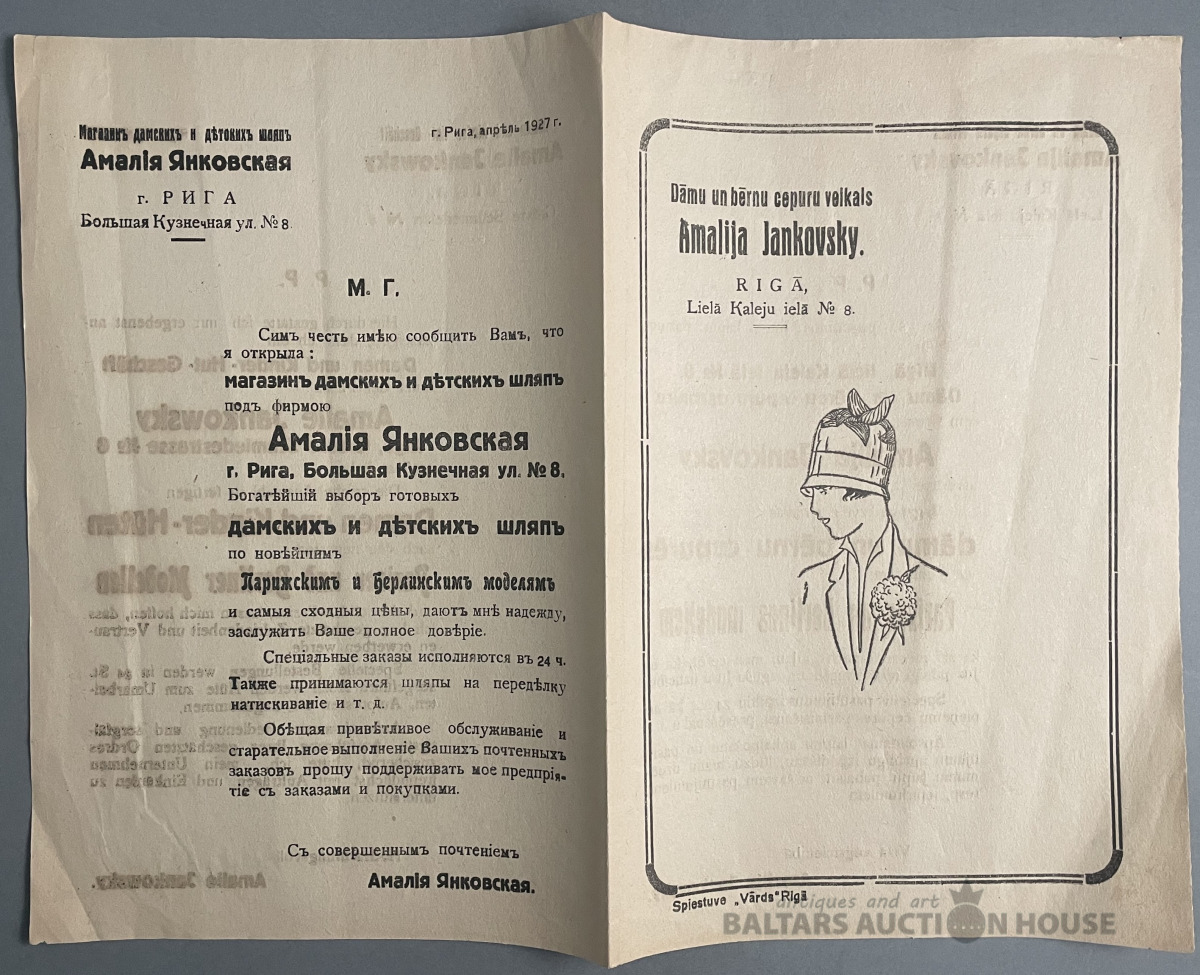 Магазинъ дамскихъ и дѣтскихъ шляпъ
Амалія Янковская
г. РИГА
Большая Кузнечная ул. № 8.
г. Рига, апрѣль 1927 г.
М. Г.
Симъ честь имѣю сообщить Вамъ, что
я открыла:
магазинъ дамскихъ и дѣтскихъ шляпъ
подъ фирмою
Амалія Янковская
г. Рига, Большая Кузнечная ул. № 8.
Богатѣйшій выборъ готовыхъ
дамскихъ и дѣтскихъ шляпъ
по новѣйшимъ
Парижскимъ и Берлинскимъ моделямъ
и самыя сходныя цѣны, даютъ мнѣ надежду,
заслужить Ваше полное довѣріе.
Спеціальные заказы исполняются въ 24 ч.
Также принимаются шляпы на передѣлку
натискиваніе и т. д.
Обѣщая привѣтливое обслуживаніе и
старательное выполненіе Вашихъ почтенныхъ
заказовъ прошу поддерживать мое предпрія-
тіе съ заказами и покупками.
Съ совершеннымъ почтеніемъ
Амалія Янковская.
Dāmu un bērnu cepuru veikals
Amalija Jankovsky.
RIGĀ,
Lielā Kaleju ielā № 8.
Spiestuve „Vārds“ Rigā
antiques and art
BALTARS AUCTION HOUSE